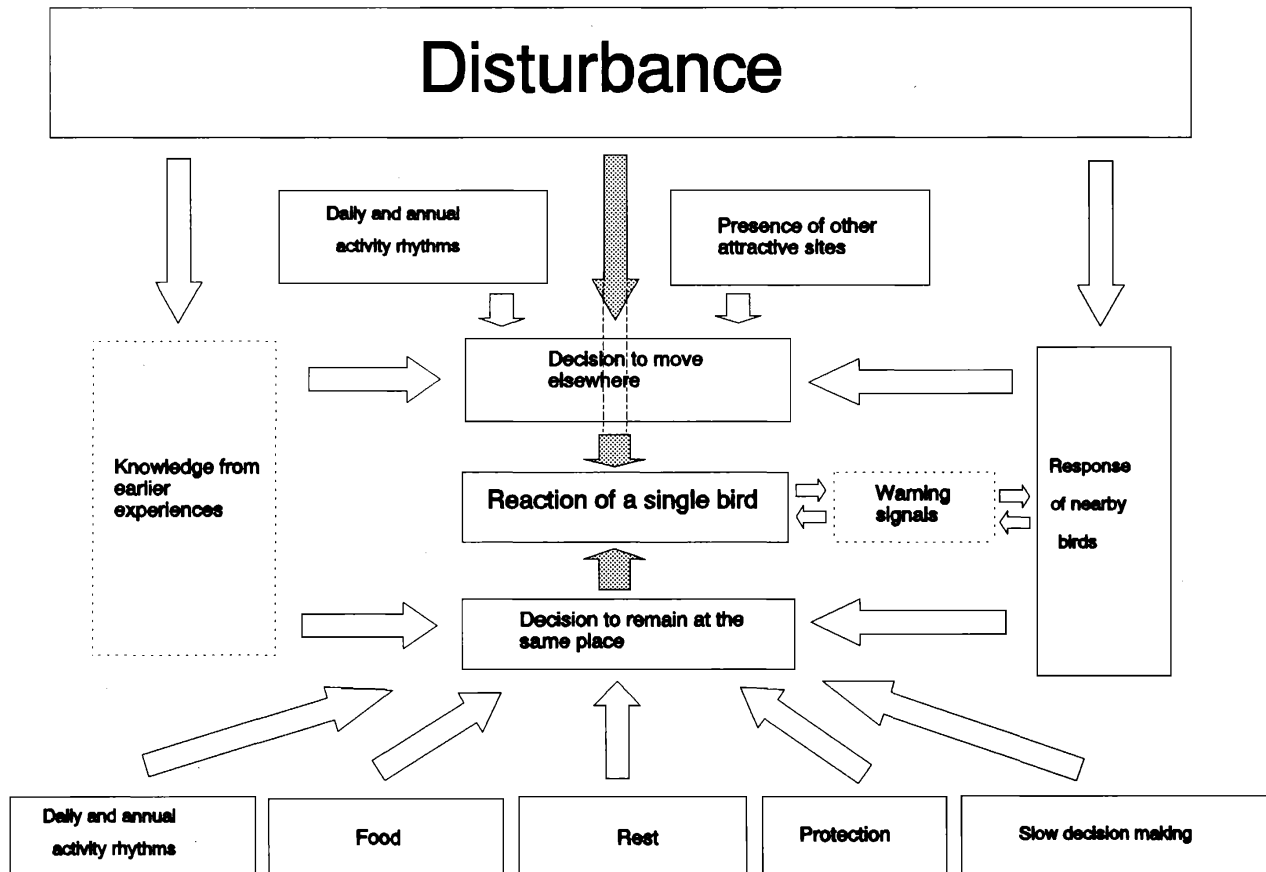 Disturbance
Daily and annual
activity rhythms
Presence of other
attractive sites
Decision to move
elsewhere
Knowledge from
earlier
experiences
Reaction of a single bird
Warning
signals
Response
of nearby
birds
Decision to remain at the
same place
Daily and annual
activity rhythms
Food
Rest
Protection
Slow decision making